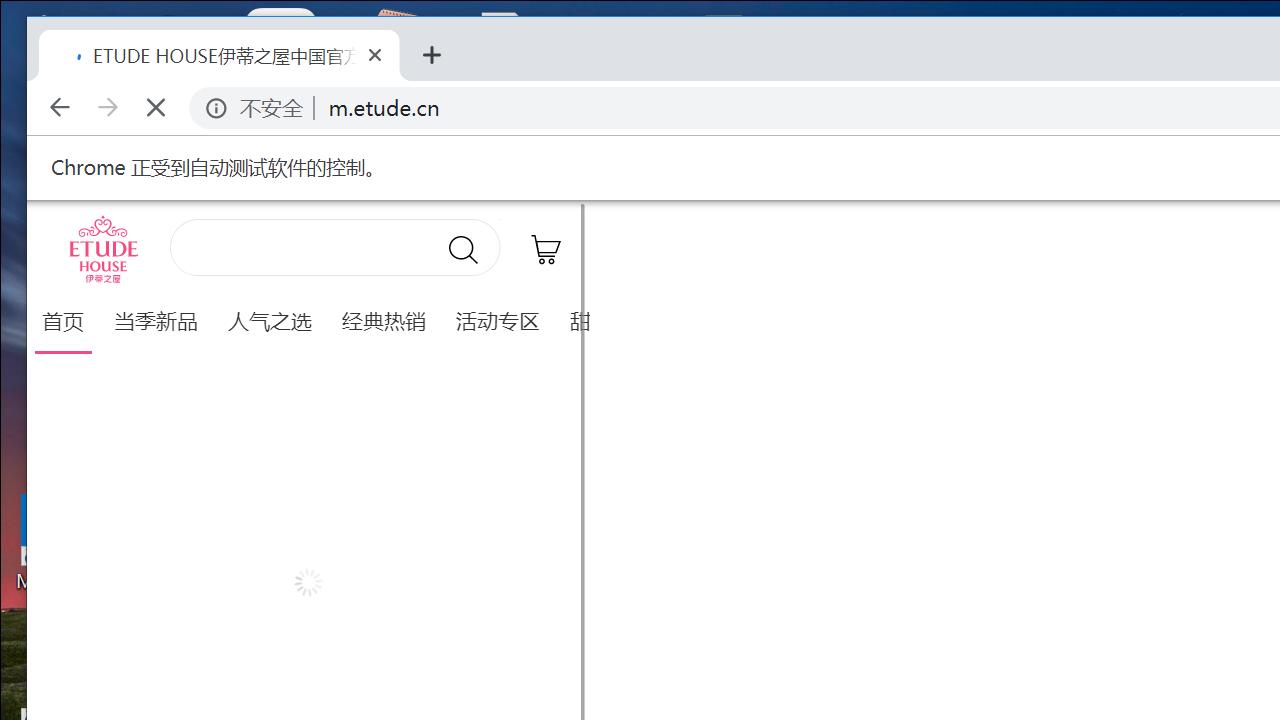 ETUDE HOUSE伊蒂之屋中国官方
不安全 m.etude.cn
Chrome 正受到自动测试软件的控制。
ETUDE
HOUSE
伊蒂之屋
首页 当季新品 人气之选 经典热销 活动专区 甜
M